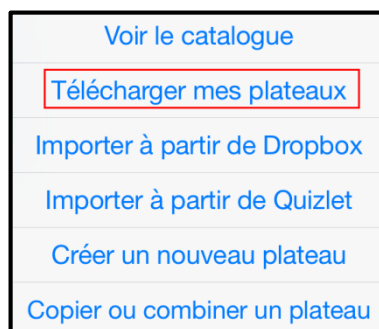 Voir le catalogue
Télécharger mes plateaux
Importer à partir de Dropbox
Importer à partir de Quizlet
Créer un nouveau plateau
Copier ou combiner un plateau